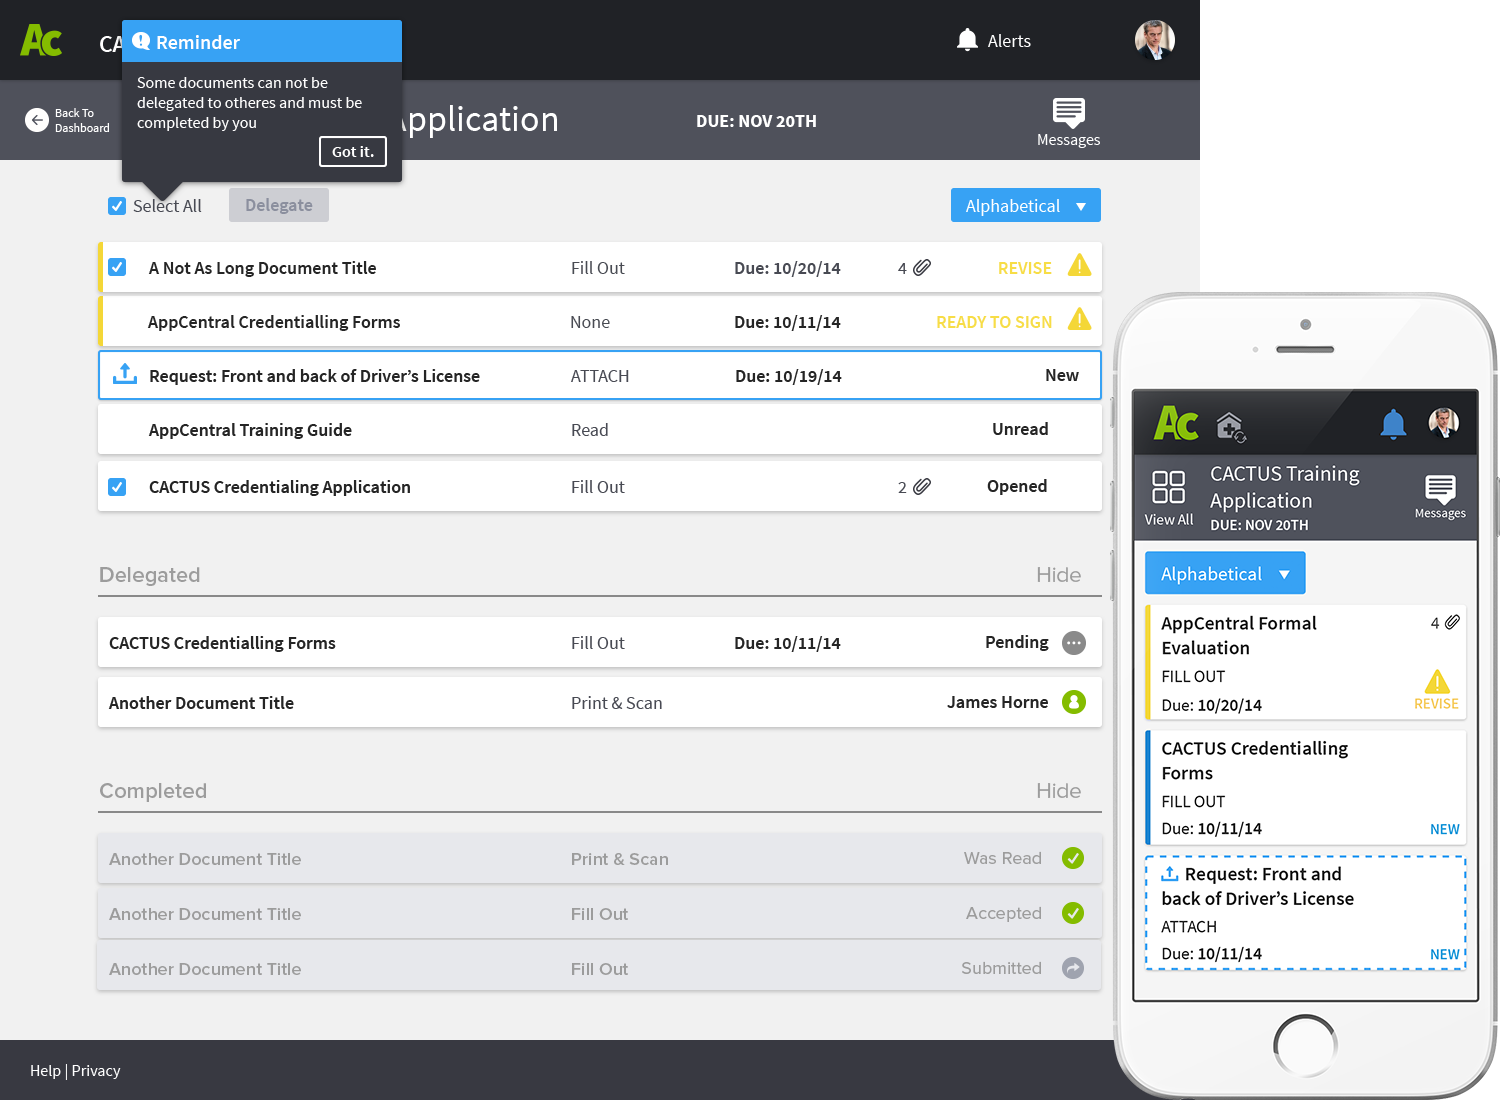 Ac
CA
Reminder
Some documents can not be
delegated to otheres and must be
completed by you
Got it.
Alerts
Back To
Dashboard
Application
DUE: NOV 20TH
Messages
Select All
Delegate
Alphabetical
A Not As Long Document Title Fill Out Due: 10/20/14 4 REVISE
AppCentral Credentialling Forms None Due: 10/11/14 READY TO SIGN
Request: Front and back of Driver’s License ATTACH Due: 10/19/14 New
AppCentral Training Guide Read Unread
CACTUS Credentialing Application Fill Out 2 Opened
Delegated Hide
CACTUS Credentialling Forms Fill Out Due: 10/11/14 Pending
Another Document Title Print & Scan James Horne
Completed Hide
Another Document Title Print & Scan Was Read
Another Document Title Fill Out Accepted
Another Document Title Fill Out Submitted
Help | Privacy
Ac
View All
CACTUS Training
Application
DUE: NOV 20TH
Messages
Alphabetical
AppCentral Formal 4
Evaluation
FILL OUT
Due: 10/20/14 REVISE
CACTUS Credentialling
Forms
FILL OUT
Due: 10/11/14 NEW
Request: Front and
back of Driver’s License
ATTACH
Due: 10/11/14 NEW